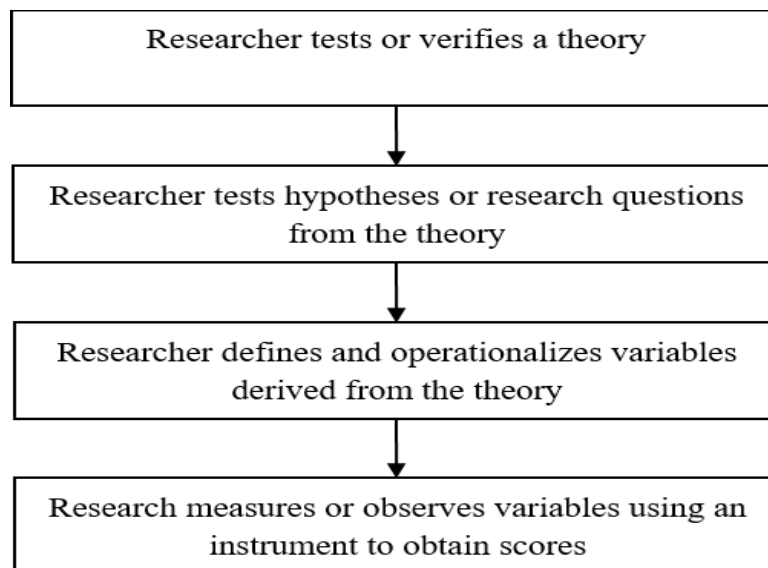 Researcher tests or verifies a theory
Researcher tests hypotheses or research questions
from the theory
Researcher defines and operationalizes variables
derived from the theory
Research measures or observes variables using an
instrument to obtain scores